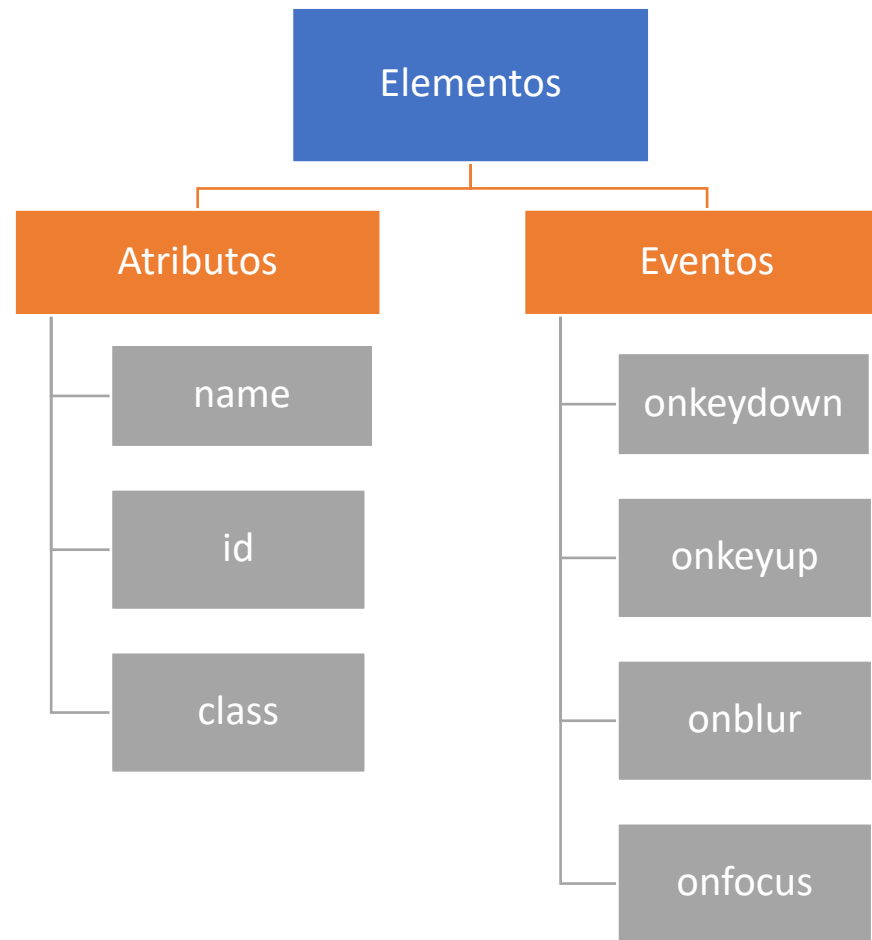 Elementos
Atributos
name
id
class
Eventos
onkeydown
onkeyup
onblur
onfocus